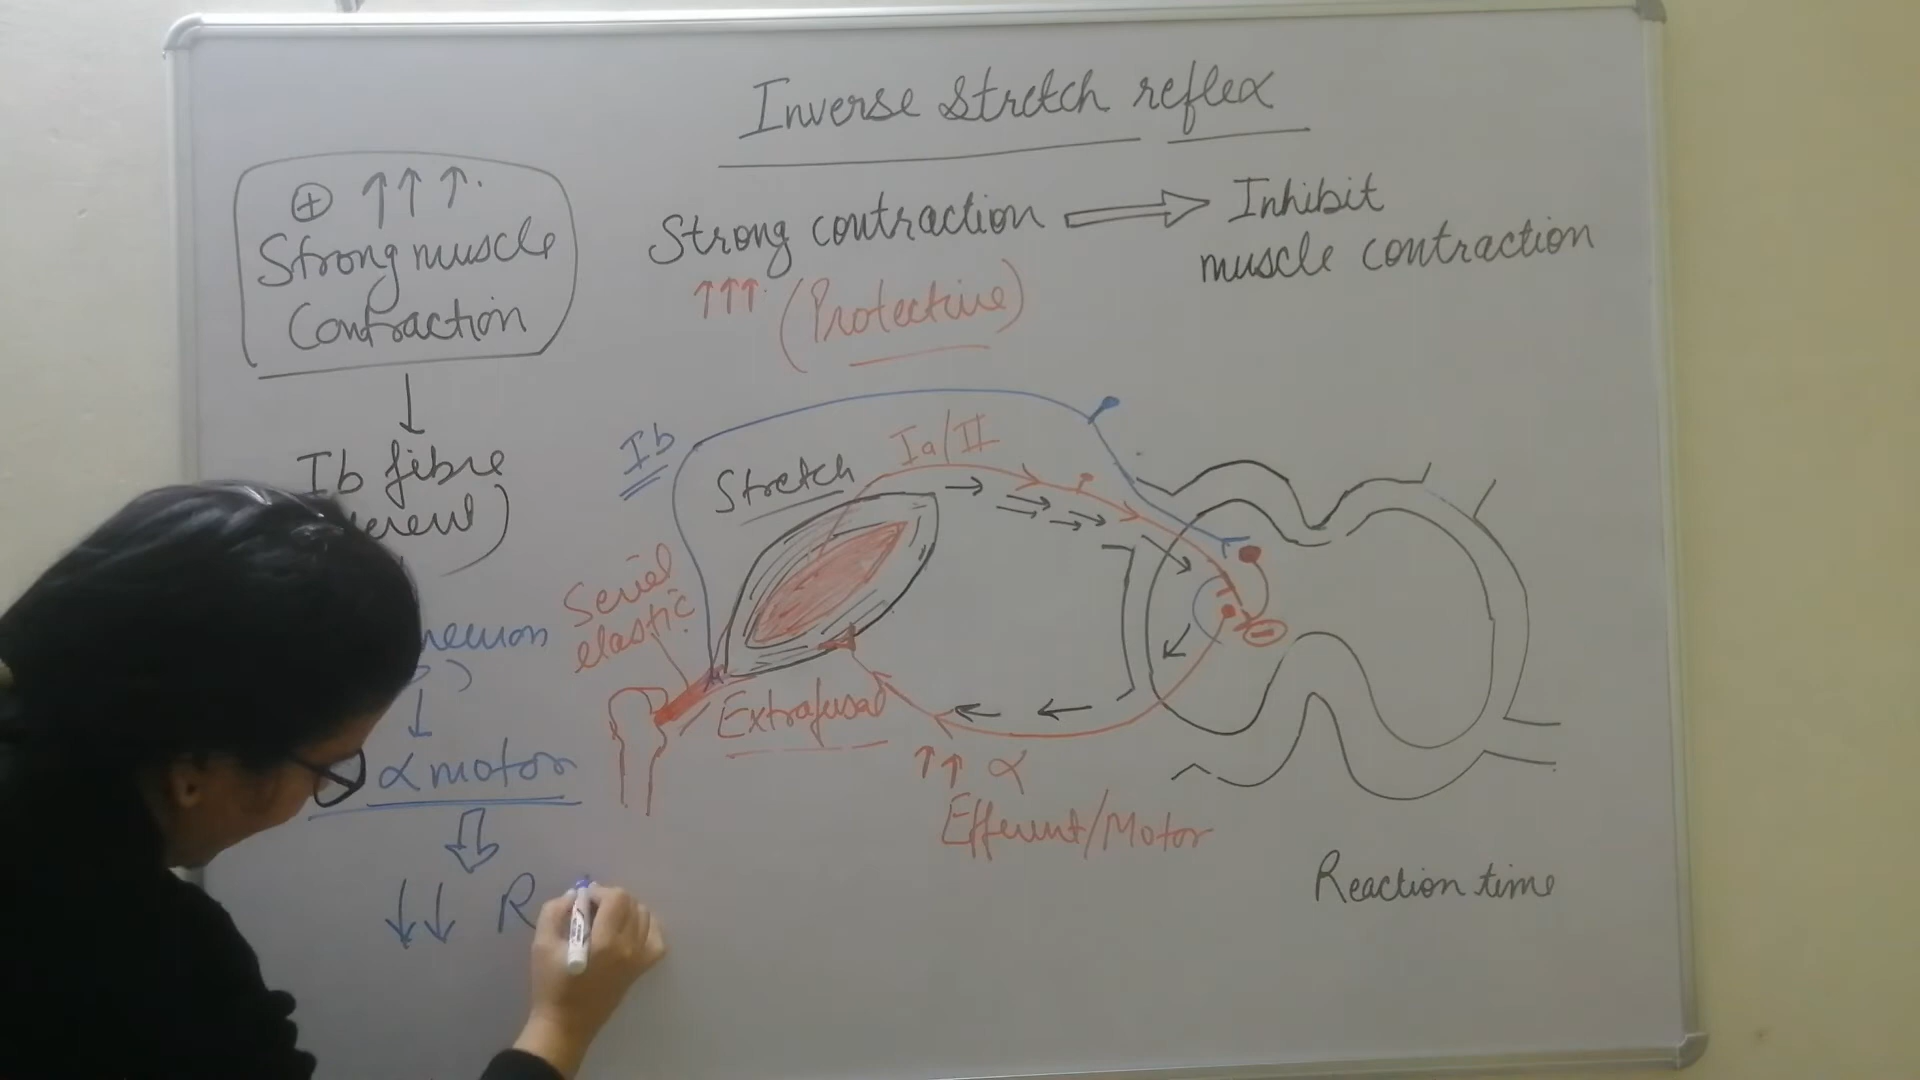 Inverse stretch reflex
⊕ ↑↑↑
Strong muscle
Contraction
Strong contraction ⇒ Inhibit
muscle contraction
↑↑↑ (Protective)
↓
Ib fibre
Ib
Ia/II
Stretch
Serial
elastic
Extrafusal
↓
α motor
⇓
↓↓ R
↑↑ α
Efferent/Motor
Reaction time